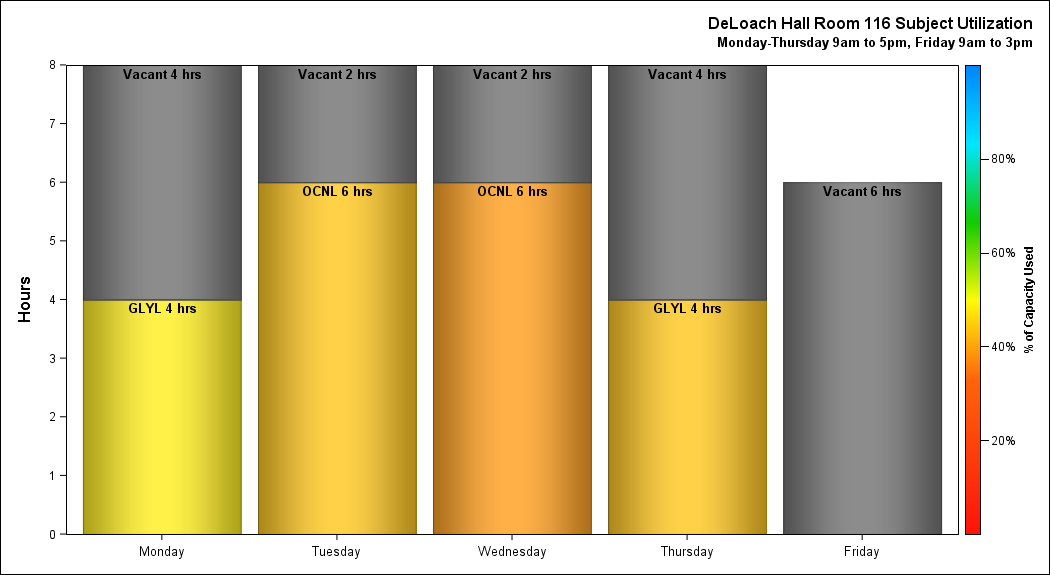 DeLoach Hall Room 116 Subject Utilization
Monday-Thursday 9am to 5pm, Friday 9am to 3pm
Hours
8
7
6
5
4
3
2
1
0
Vacant 4 hrs
GLYL 4 hrs
Vacant 2 hrs
OCNL 6 hrs
Vacant 2 hrs
OCNL 6 hrs
Vacant 4 hrs
GLYL 4 hrs
Vacant 6 hrs
Monday
Tuesday
Wednesday
Thursday
Friday
80%
60%
40%
20%
% of Capacity Used